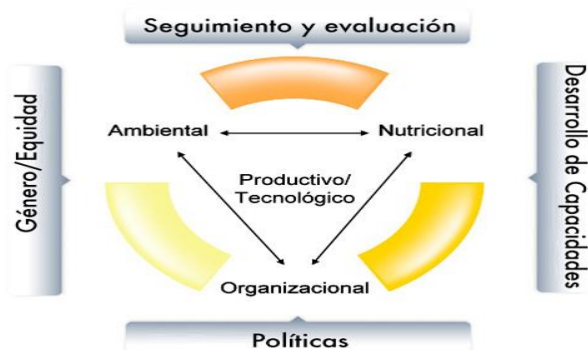 Seguimiento y evaluación
Género/Equidad
Ambiental
Nutricional
Productivo/
Tecnológico
Organizacional
Desarrollo de Capacidades
Políticas